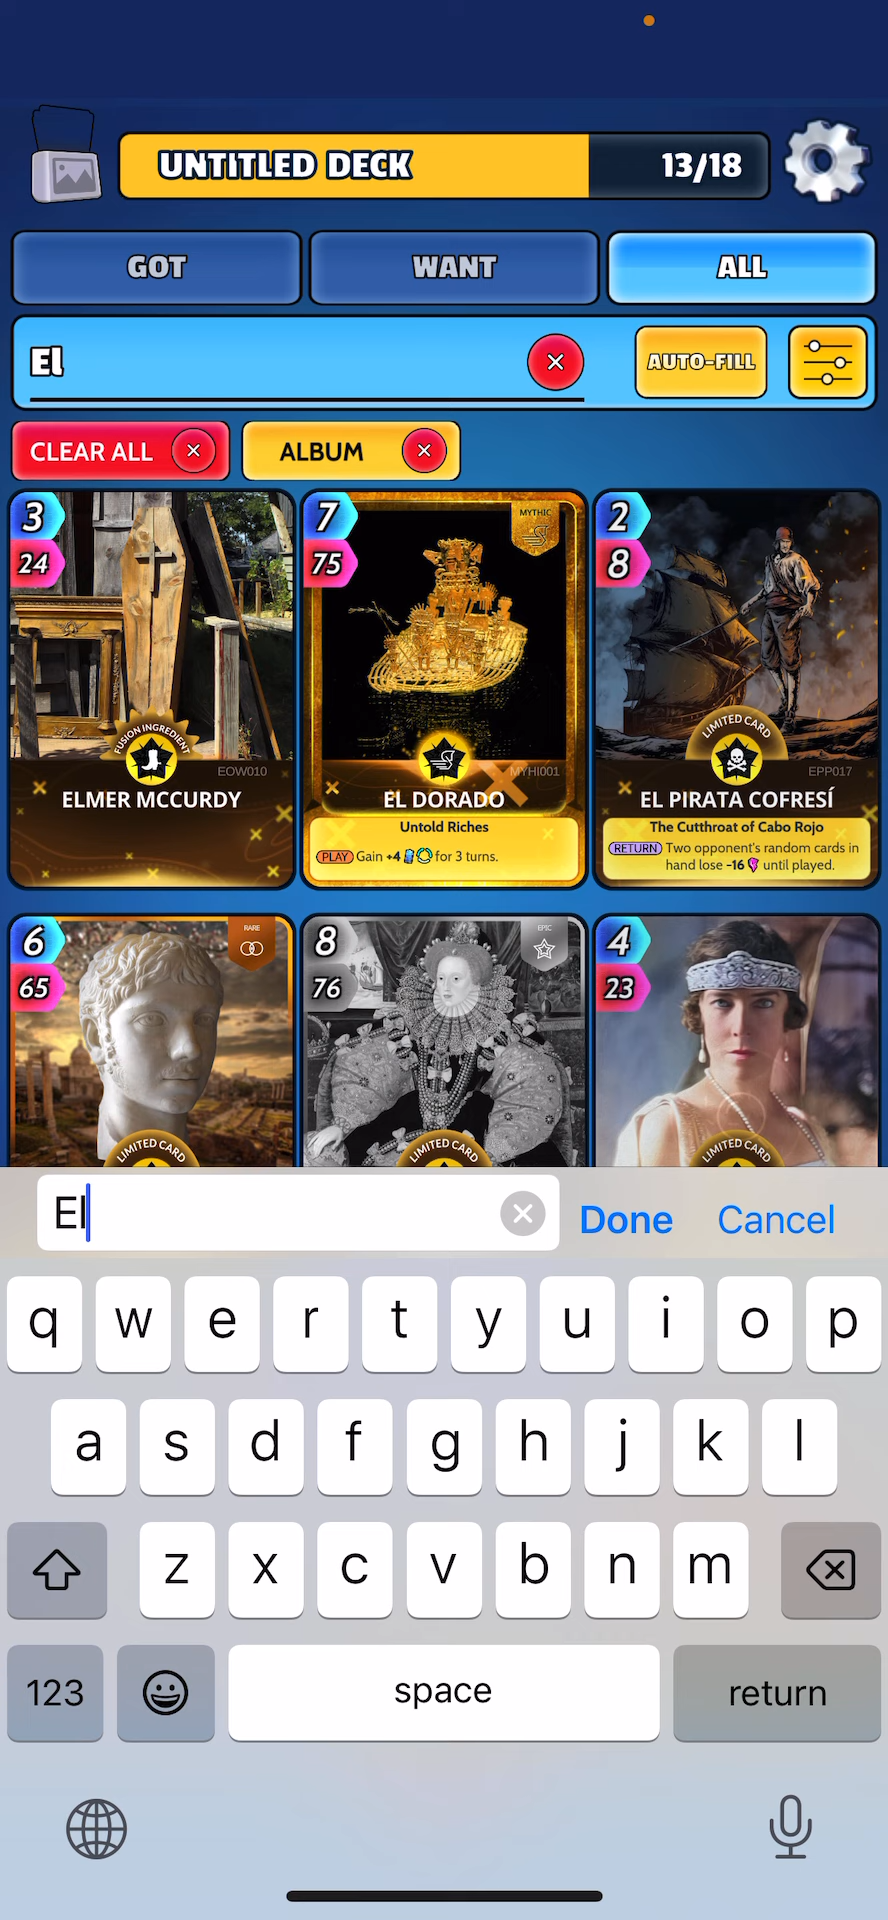 UNTITLED DECK 13/18
GOT WANT ALL
El AUTO-FILL
CLEAR ALL ALBUM
3
24
FUSION INGREDIENT
EOW010
ELMER MCCURDY
7
75
MYTHIC
MYHI001
EL DORADO
Untold Riches
PLAY Gain +4 for 3 turns.
2
8
LIMITED CARD
EPP017
EL PIRATA COFRESÍ
The Cutthroat of Cabo Rojo
RETURN Two opponent's random cards in
hand lose -16 until played.
6
65
RARE
LIMITED CARD
8
76
EPIC
LIMITED CARD
4
23
LIMITED CARD
El Done Cancel
q w e r t y u i o p
a s d f g h j k l
z x c v b n m
123 space return